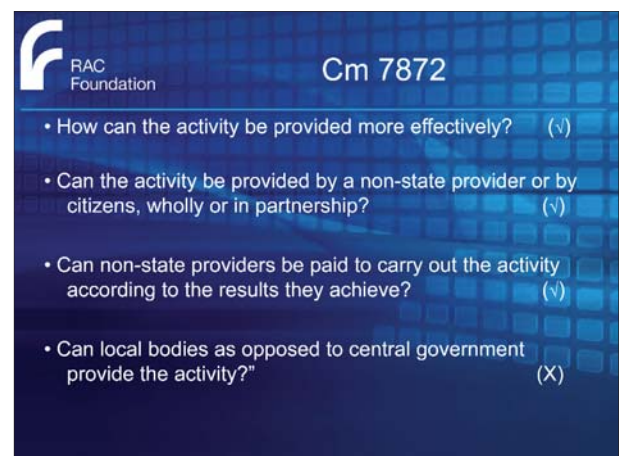 RAC
Foundation
Cm 7872
• How can the activity be provided more effectively? (√)
• Can the activity be provided by a non-state provider or by
citizens, wholly or in partnership? (√)
• Can non-state providers be paid to carry out the activity
according to the results they achieve? (√)
• Can local bodies as opposed to central government
provide the activity?” (X)